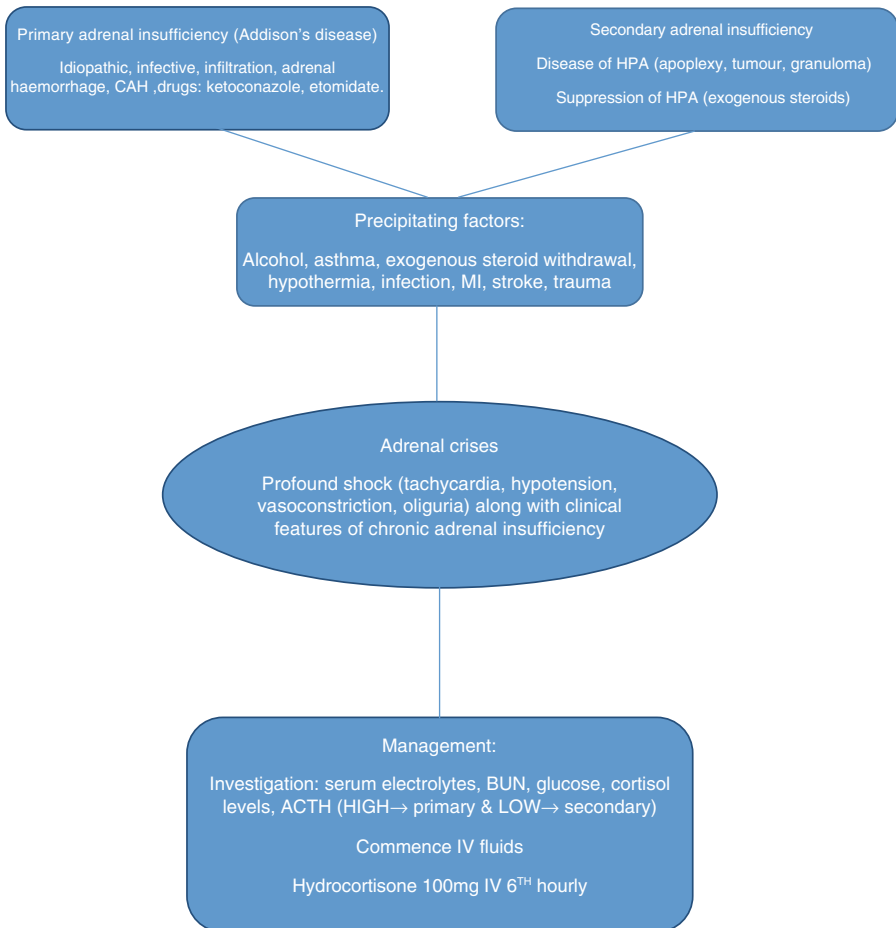 Primary adrenal insufficiency (Addison's disease)
Idiopathic, infective, infiltration, adrenal
haemorrhage, CAH ,drugs: ketoconazole, etomidate.
Secondary adrenal insufficiency
Disease of HPA (apoplexy, tumour, granuloma)
Suppression of HPA (exogenous steroids)
Precipitating factors:
Alcohol, asthma, exogenous steroid withdrawal,
hypothermia, infection, MI, stroke, trauma
Adrenal crises
Profound shock (tachycardia, hypotension,
vasoconstriction, oliguria) along with clinical
features of chronic adrenal insufficiency
Management:
Investigation: serum electrolytes, BUN, glucose, cortisol
levels, ACTH (HIGH→ primary & LOW→ secondary)
Commence IV fluids
Hydrocortisone 100mg IV 6TH hourly